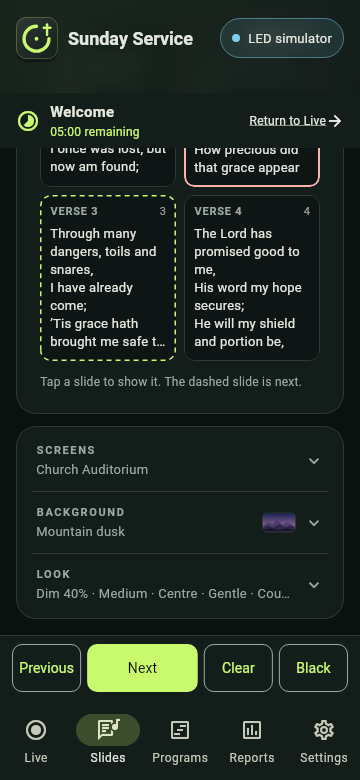 Sunday Service
LED simulator
Welcome
05:00 remaining
Return to Live
I once was lost, but
now am found;
How precious did
that grace appear
VERSE 3
3
Through many
dangers, toils and
snares,
I have already
come;
'Tis grace hath
brought me safe t…
VERSE 4
4
The Lord has
promised good to
me,
His word my hope
secures;
He will my shield
and portion be,
Tap a slide to show it. The dashed slide is next.
SCREENS
Church Auditorium
BACKGROUND
Mountain dusk
LOOK
Dim 40% · Medium · Centre · Gentle · Cou…
Previous
Next
Clear
Black
Live
Slides
Programs
Reports
Settings